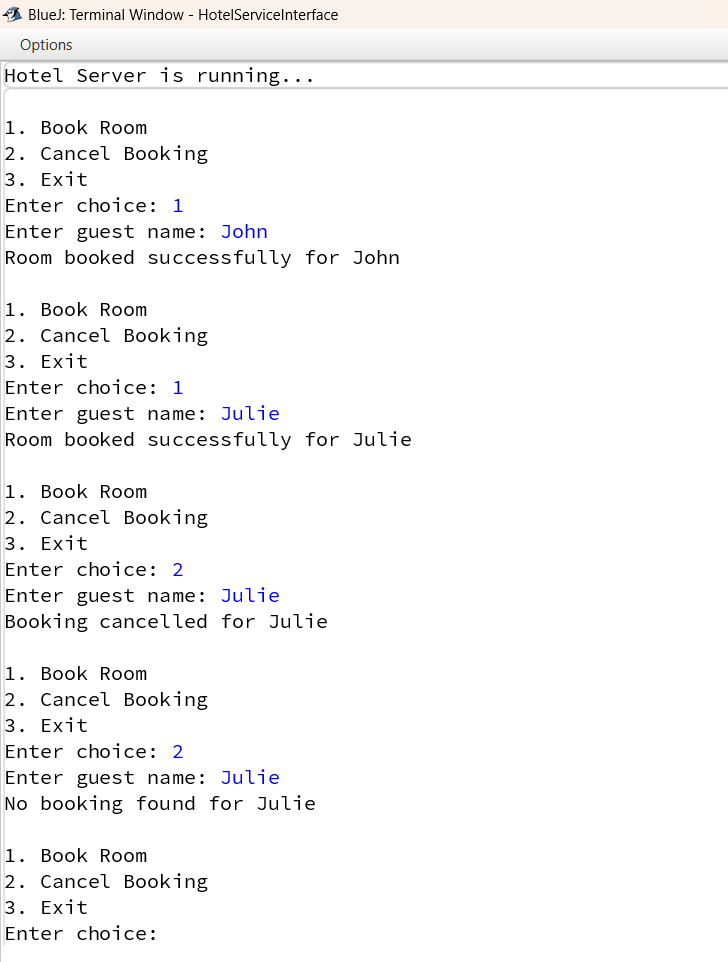 BlueJ: Terminal Window - HotelServiceInterface
Options
Hotel Server is running...
1. Book Room
2. Cancel Booking
3. Exit
Enter choice: 1
Enter guest name: John
Room booked successfully for John
1. Book Room
2. Cancel Booking
3. Exit
Enter choice: 1
Enter guest name: Julie
Room booked successfully for Julie
1. Book Room
2. Cancel Booking
3. Exit
Enter choice: 2
Enter guest name: Julie
Booking cancelled for Julie
1. Book Room
2. Cancel Booking
3. Exit
Enter choice: 2
Enter guest name: Julie
No booking found for Julie
1. Book Room
2. Cancel Booking
3. Exit
Enter choice: